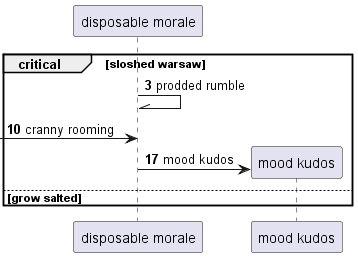 disposable morale
critical [sloshed warsaw]
3 prodded rumble
10 cranny rooming
17 mood kudos
mood kudos
[grow salted]
disposable morale mood kudos